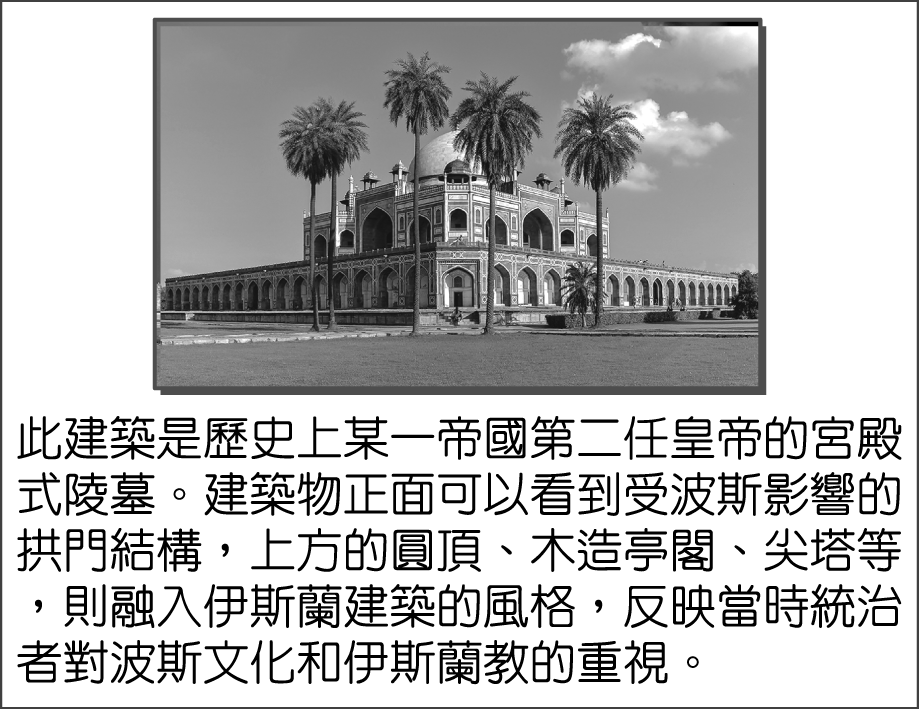 此建築是歷史上某一帝國第二任皇帝的宮殿
式陵墓。建築物正面可以看到受波斯影響的
拱門結構，上方的圓頂、木造亭閣、尖塔等
，則融入伊斯蘭建築的風格，反映當時統治
者對波斯文化和伊斯蘭教的重視。